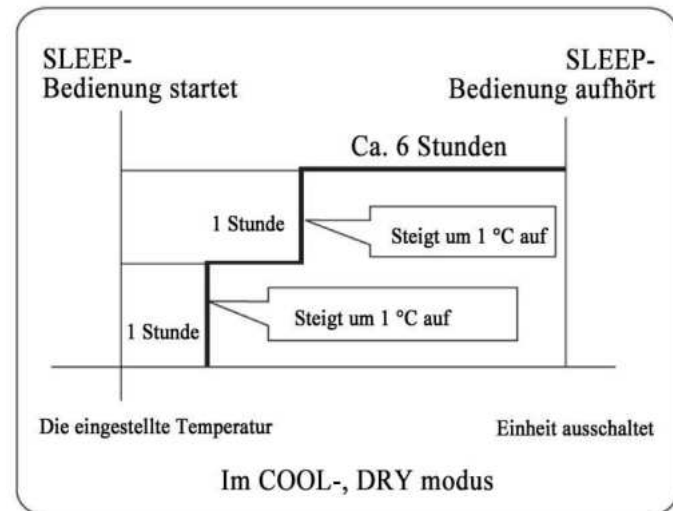 SLEEP-
Bedienung startet
SLEEP-
Bedienung aufhört
Ca. 6 Stunden
1 Stunde
Steigt um 1 °C auf
1 Stunde
Steigt um 1 °C auf
Die eingestellte Temperatur
Einheit ausschaltet
Im COOL-, DRY modus